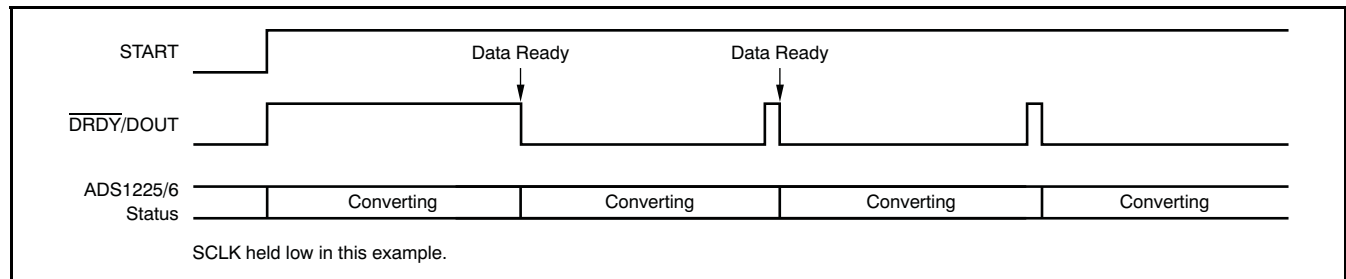 START
Data Ready
Data Ready
DRDY/DOUT
ADS1225/6
Status
Converting
Converting
Converting
Converting
SCLK held low in this example.